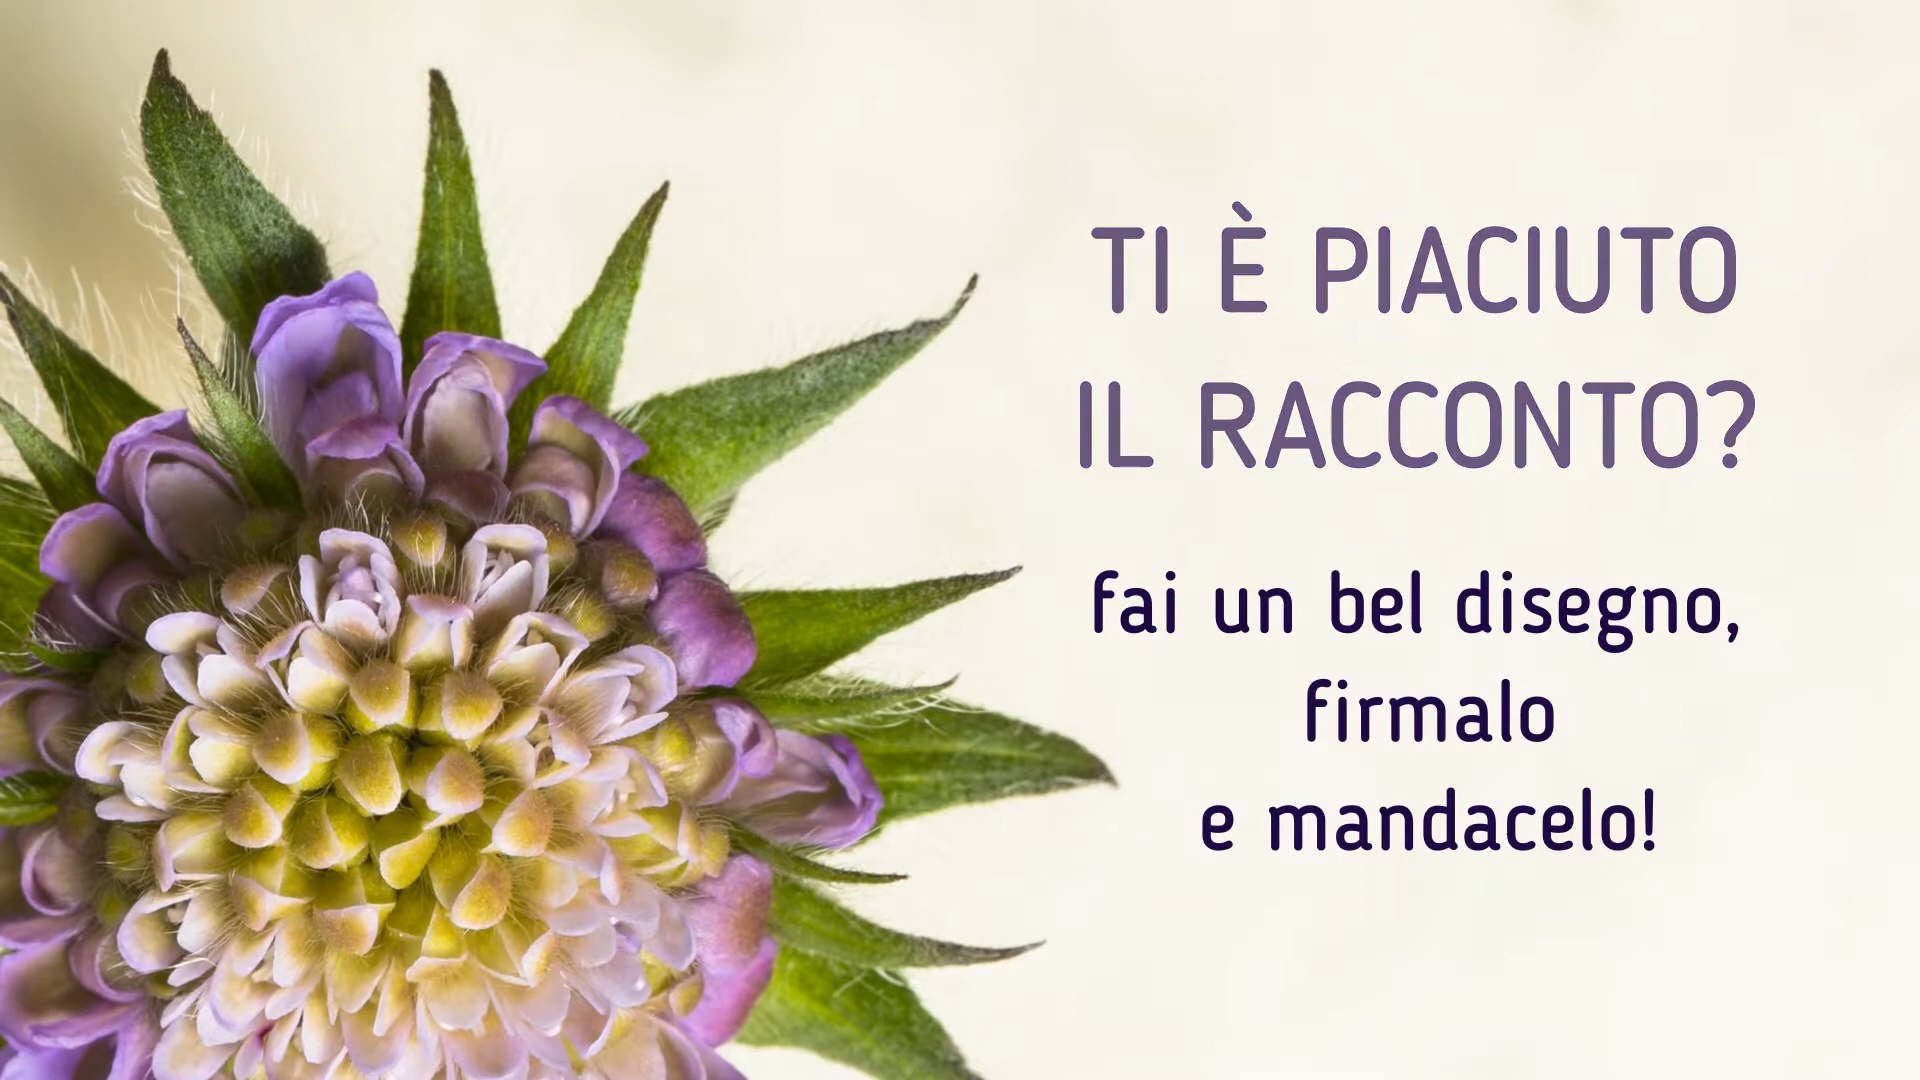 TI È PIACIUTO
IL RACCONTO?
fai un bel disegno,
firmalo
e mandacelo!